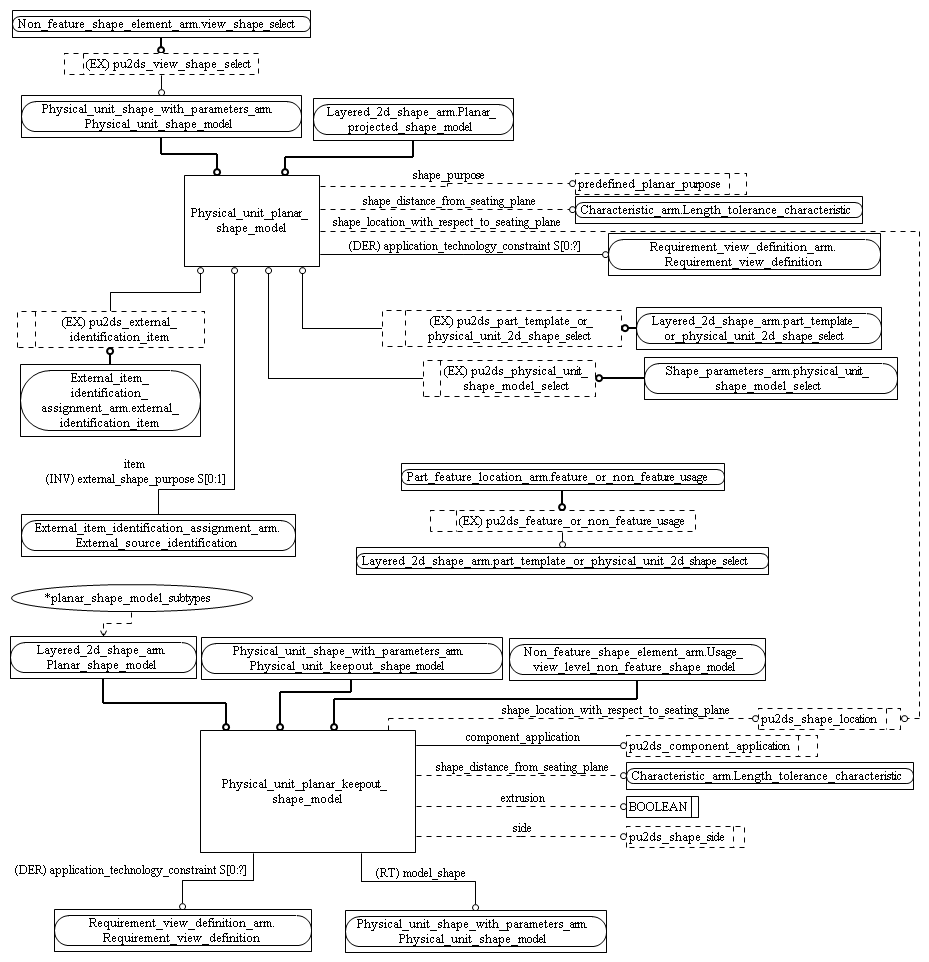 Non_feature_shape_element_arm.view_shape_select
(EX) pu2ds_view_shape_select
Physical_unit_shape_with_parameters_arm.
Physical_unit_shape_model
Layered_2d_shape_arm.Planar_
projected_shape_model
Physical_unit_planar_
shape_model
shape_purpose
predefined_planar_purpose
shape_distance_from_seating_plane
Characteristic_arm.Length_tolerance_characteristic
shape_location_with_respect_to_seating_plane
(DER) application_technology_constraint S[0:?]
Requirement_view_definition_arm.
Requirement_view_definition
(EX) pu2ds_external_
identification_item
(EX) pu2ds_part_template_or_
physical_unit_2d_shape_select
Layered_2d_shape_arm.part_template_
or_physical_unit_2d_shape_select
(EX) pu2ds_physical_unit_
shape_model_select
Shape_parameters_arm.physical_unit_
shape_model_select
External_item_
identification_
assignment_arm.external_
identification_item
item
(INV) external_shape_purpose S[0:1]
External_item_identification_assignment_arm.
External_source_identification
Part_feature_location_arm.feature_or_non_feature_usage
(EX) pu2ds_feature_or_non_feature_usage
Layered_2d_shape_arm.part_template_or_physical_unit_2d_shape_select
*planar_shape_model_subtypes
Layered_2d_shape_arm.
Planar_shape_model
Physical_unit_shape_with_parameters_arm.
Physical_unit_keepout_shape_model
Non_feature_shape_element_arm.Usage_
view_level_non_feature_shape_model
Physical_unit_planar_keepout_
shape_model
shape_location_with_respect_to_seating_plane
pu2ds_shape_location
component_application
pu2ds_component_application
shape_distance_from_seating_plane
Characteristic_arm.Length_tolerance_characteristic
extrusion
BOOLEAN
side
pu2ds_shape_side
(DER) application_technology_constraint S[0:?]
(RT) model_shape
Requirement_view_definition_arm.
Requirement_view_definition
Physical_unit_shape_with_parameters_arm.
Physical_unit_shape_model